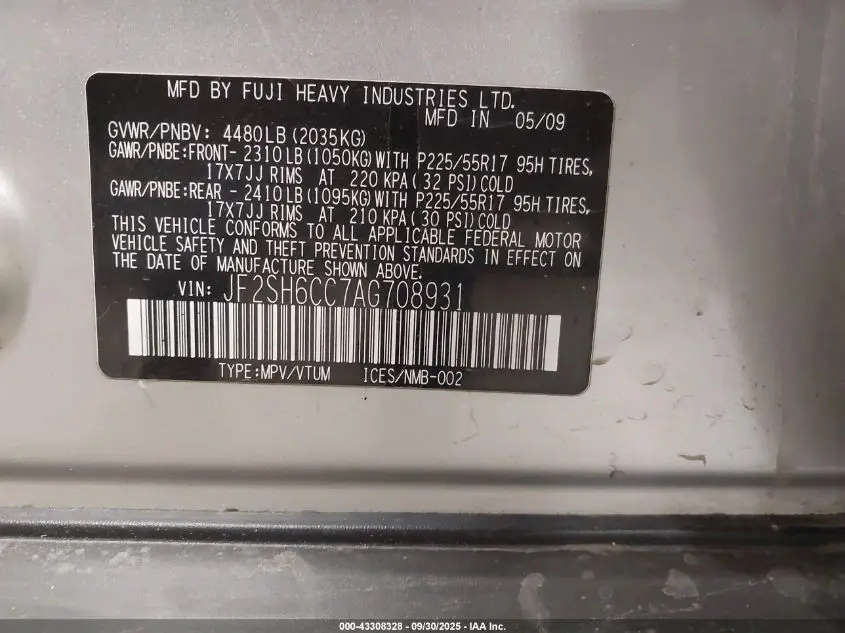 MFD BY FUJI HEAVY INDUSTRIES LTD.
MFD IN 05/09
GVWR/PNBV: 4480LB(2035KG)
GAWR/PNBE:FRONT- 2310LB(1050KG)WITH P225/55R17 95H TIRES,
17X7JJ RIMS AT 220 KPA(32 PSI)COLD
GAWR/PNBE:REAR - 2410LB(1095KG)WITH P225/55R17 95H TIRES,
17X7JJ RIMS AT 210 KPA(30 PSI)COLD
THIS VEHICLE CONFORMS TO ALL APPLICABLE FEDERAL MOTOR
VEHICLE SAFETY AND THEFT PREVENTION STANDARDS IN EFFECT ON
THE DATE OF MANUFACTURE SHOWN ABOVE.
VIN: JF2SH6CC7AG708931
TYPE:MPV/VTUM ICES/NMB-002
000-43308328 - 09/30/2025 - IAA Inc.